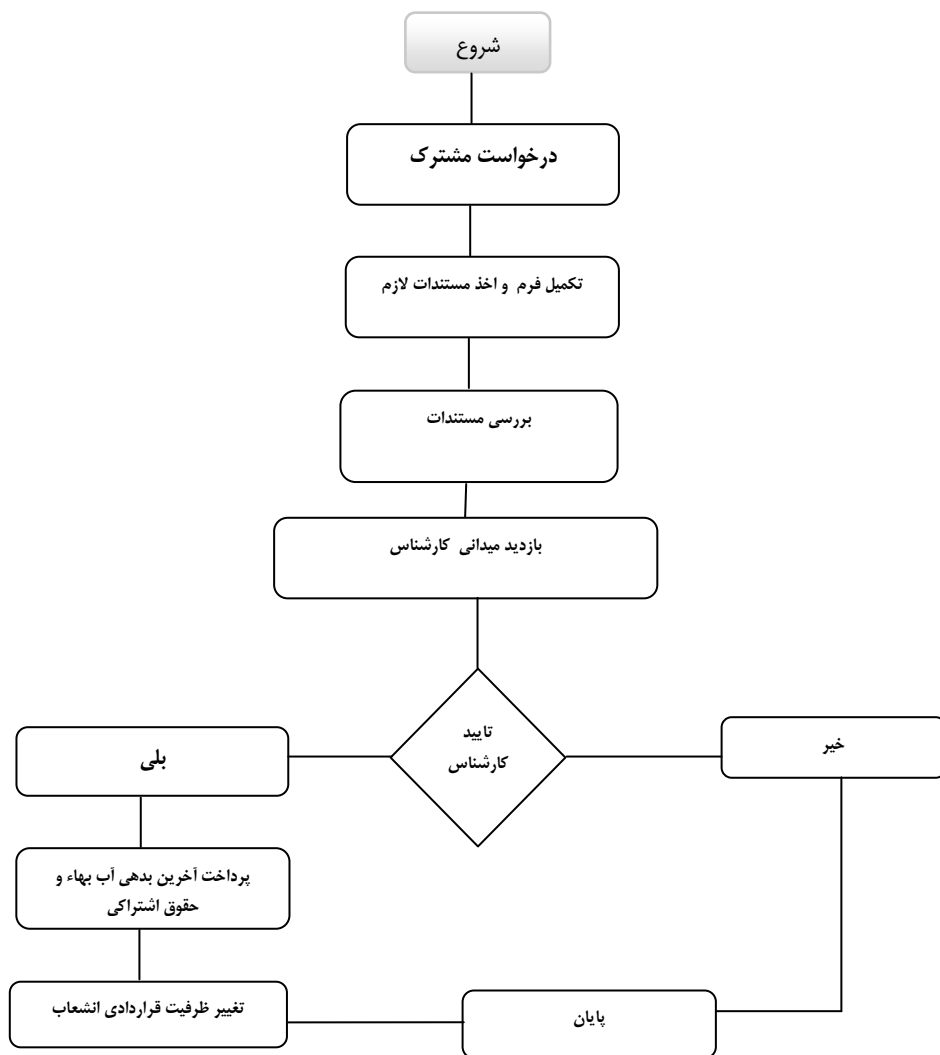 شروع
درخواست مشترک
تکمیل فرم و اخذ مستندات لازم
بررسی مستندات
بازدید میدانی کارشناس
تایید
کارشناس
خیر
بلی
پرداخت آخرین بدهی آب بهاء و
حقوق اشتراکی
تغییر ظرفیت قراردادی انشعاب
پایان